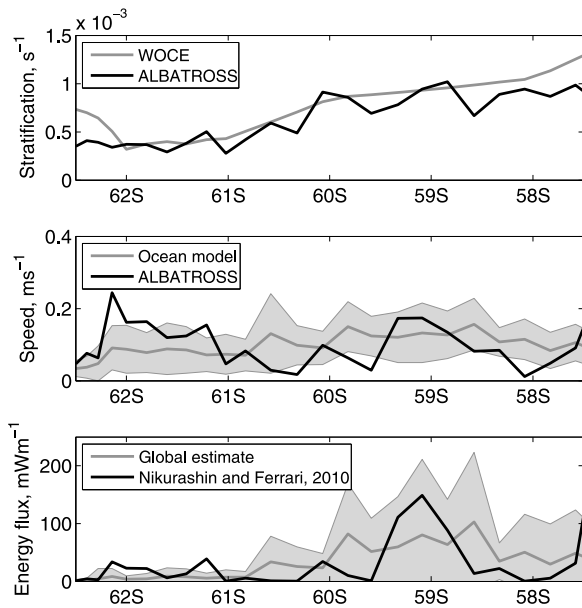 x 10⁻³
Stratification, s⁻¹
1.5
1
0.5
0
WOCE
ALBATROSS
62S 61S 60S 59S 58S
Speed, ms⁻¹
0.4
0.2
0
Ocean model
ALBATROSS
62S 61S 60S 59S 58S
Energy flux, mWm⁻¹
200
100
0
Global estimate
Nikurashin and Ferrari, 2010
62S 61S 60S 59S 58S